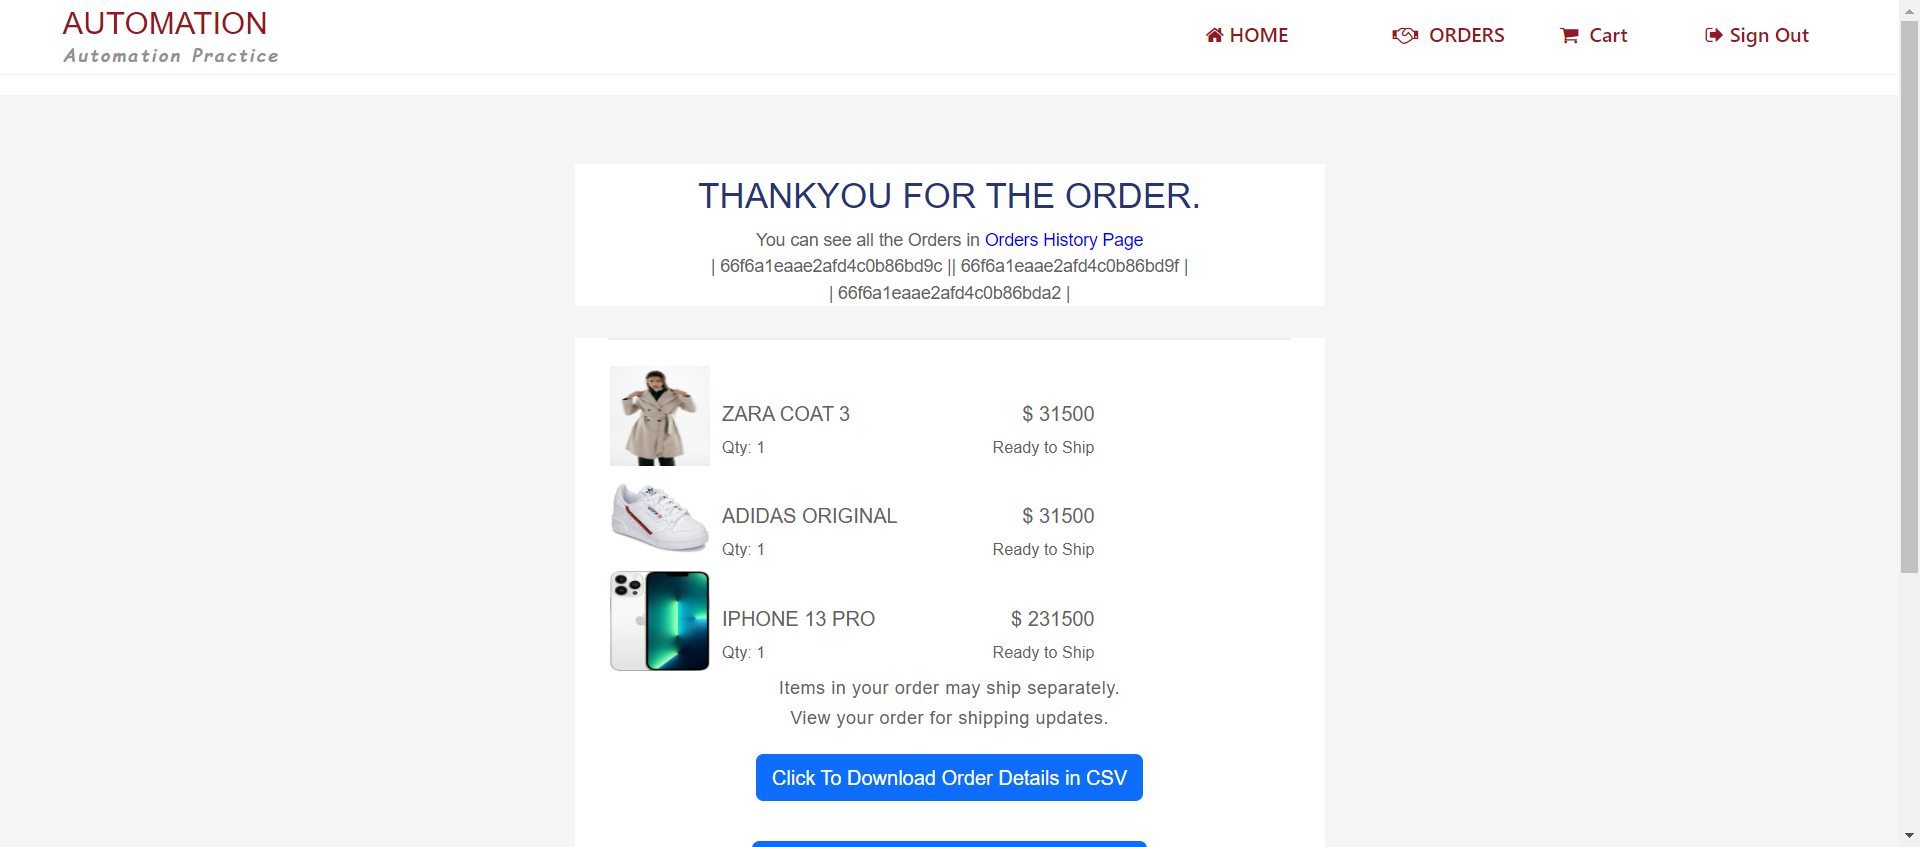 AUTOMATION
Automation Practice
HOME
ORDERS
Cart
Sign Out
THANKYOU FOR THE ORDER.
You can see all the Orders in Orders History Page
| 66f6a1eaae2afd4c0b86bd9c || 66f6a1eaae2afd4c0b86bd9f |
| 66f6a1eaae2afd4c0b86bda2 |
ZARA COAT 3 $ 31500
Qty: 1 Ready to Ship
ADIDAS ORIGINAL $ 31500
Qty: 1 Ready to Ship
IPHONE 13 PRO $ 231500
Qty: 1 Ready to Ship
Items in your order may ship separately.
View your order for shipping updates.
Click To Download Order Details in CSV